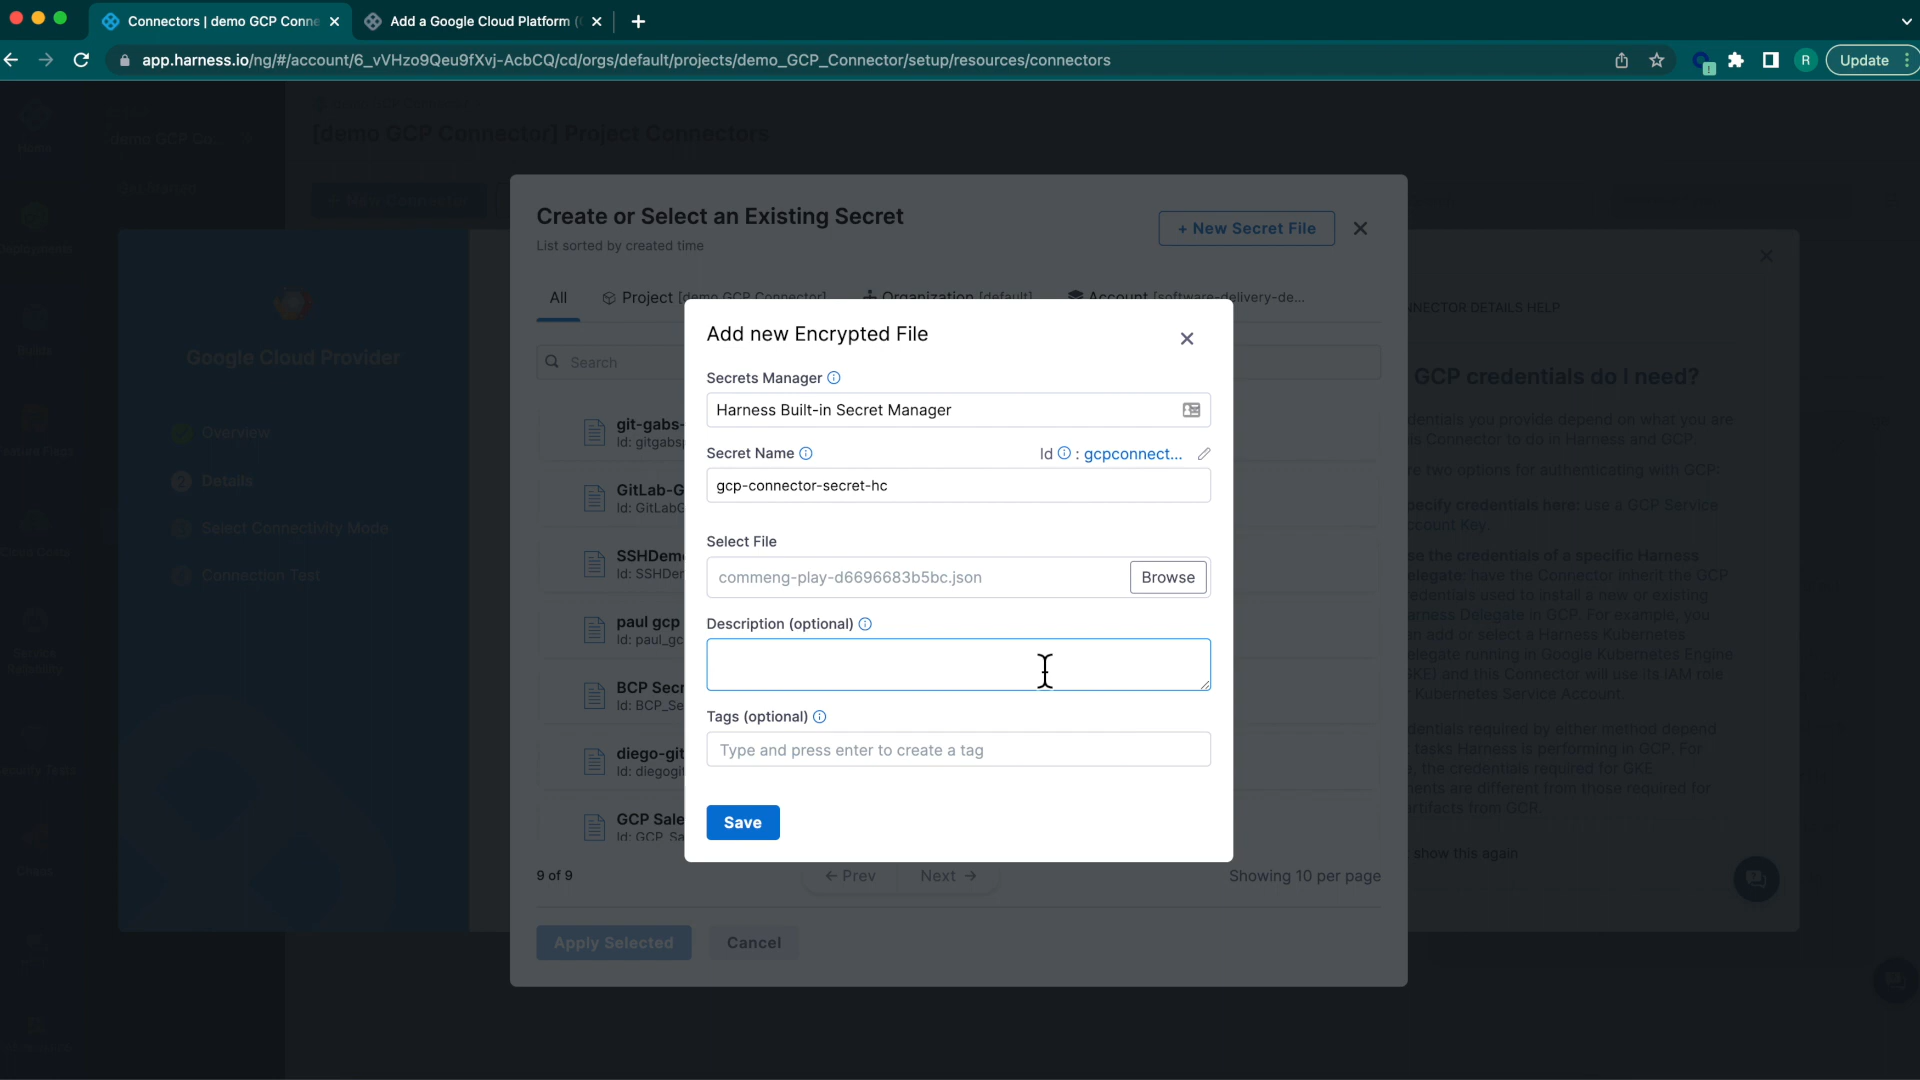 Connectors | demo GCP Conne
Add a Google Cloud Platform (
app.harness.io/ng/#/account/6_vVHzo9Qeu9fXvj-AcbCQ/cd/orgs/default/projects/demo_GCP_Connector/setup/resources/connectors
R
Update
Home
demo GCP Co...
[demo GCP Connector] Project Connectors
Create or Select an Existing Secret
List sorted by created time
+ New Secret File
All
Project [demo GCP Connector]
Organization [default]
Account [software-delivery-de...
Search
Add new Encrypted File
Secrets Manager
Harness Built-in Secret Manager
Secret Name
Id : gcpconnect...
gcp-connector-secret-hc
Select File
commeng-play-d6696683b5bc.json
Browse
Description (optional)
Tags (optional)
Type and press enter to create a tag
Save
git-gabs-
Id: gitgabs
GitLab-G
Id: GitLabG
SSHDem
Id: SSHDe
paul gcp
Id: paul_gc
BCP Secr
Id: BCP_Se
diego-git
Id: diegogit
GCP Sale
Id: GCP_Sa
9 of 9
Prev
Next
Showing 10 per page
Apply Selected
Cancel
Google Cloud Provider
Overview
2 Details
Select Connectivity Mode
Connection Test
NNECTOR DETAILS HELP
GCP credentials do I need?
dentials you provide depend on what you are
is Connector to do in Harness and GCP.
re two options for authenticating with GCP:
pecify credentials here: use a GCP Service
ccount Key.
se the credentials of a specific Harness
elegate: have the Connector inherit the GCP
edentials used to install a new or existing
arness Delegate in GCP. For example, you
n add or select a Harness Kubernetes
elegate running in Google Kubernetes Engine
KE) and this Connector will use its IAM role
r Kubernetes Service Account.
dentials required by either method depend
tasks Harness is performing in GCP. For
, the credentials required for GKE
ents are different from those required for
artifacts from GCR.
show this again